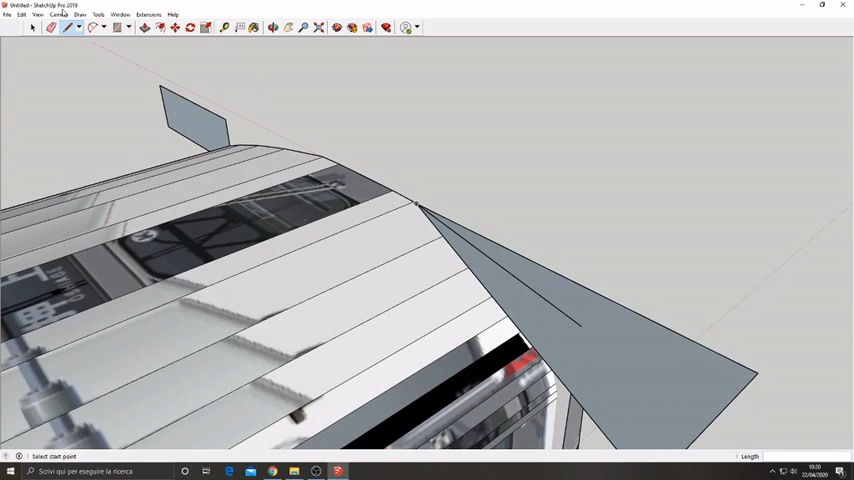 Untitled - SketchUp Pro 2019
File Edit View Camera Draw Tools Window Extensions Help
Select start point
Length
Scrivi qui per eseguire la ricerca
10:20
22/04/2020